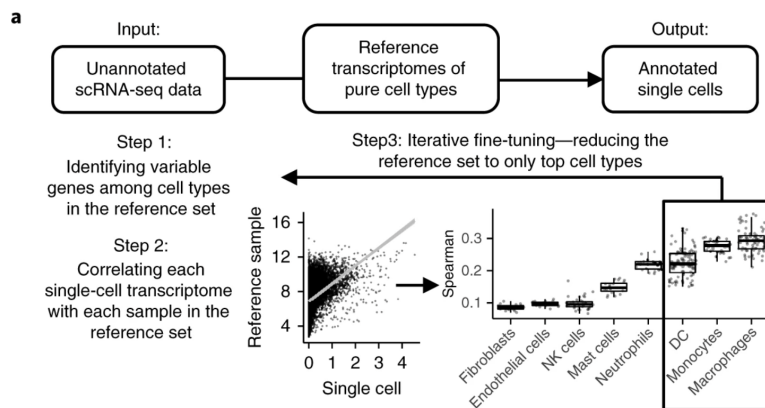 a
Input:
Output:
Unannotated
scRNA-seq data
Reference
transcriptomes of
pure cell types
Annotated
single cells
Step 1:
Identifying variable
genes among cell types
in the reference set
Step 2:
Correlating each
single-cell transcriptome
with each sample in the
reference set
Step3: Iterative fine-tuning—reducing the
reference set to only top cell types
Reference sample
16
12
8
4
0 1 2 3 4
Single cell
Spearman
0.3
0.2
0.1
Fibroblasts
Endothelial cells
NK cells
Mast cells
Neutrophils
DC
Monocytes
Macrophages